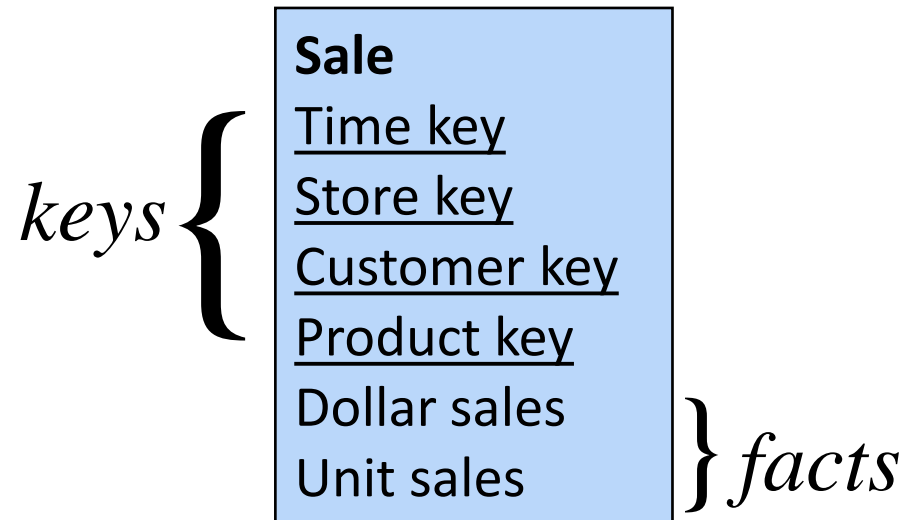 Sale
Time key
Store key
keys
Customer key
Product key
Dollar sales
Unit sales
facts